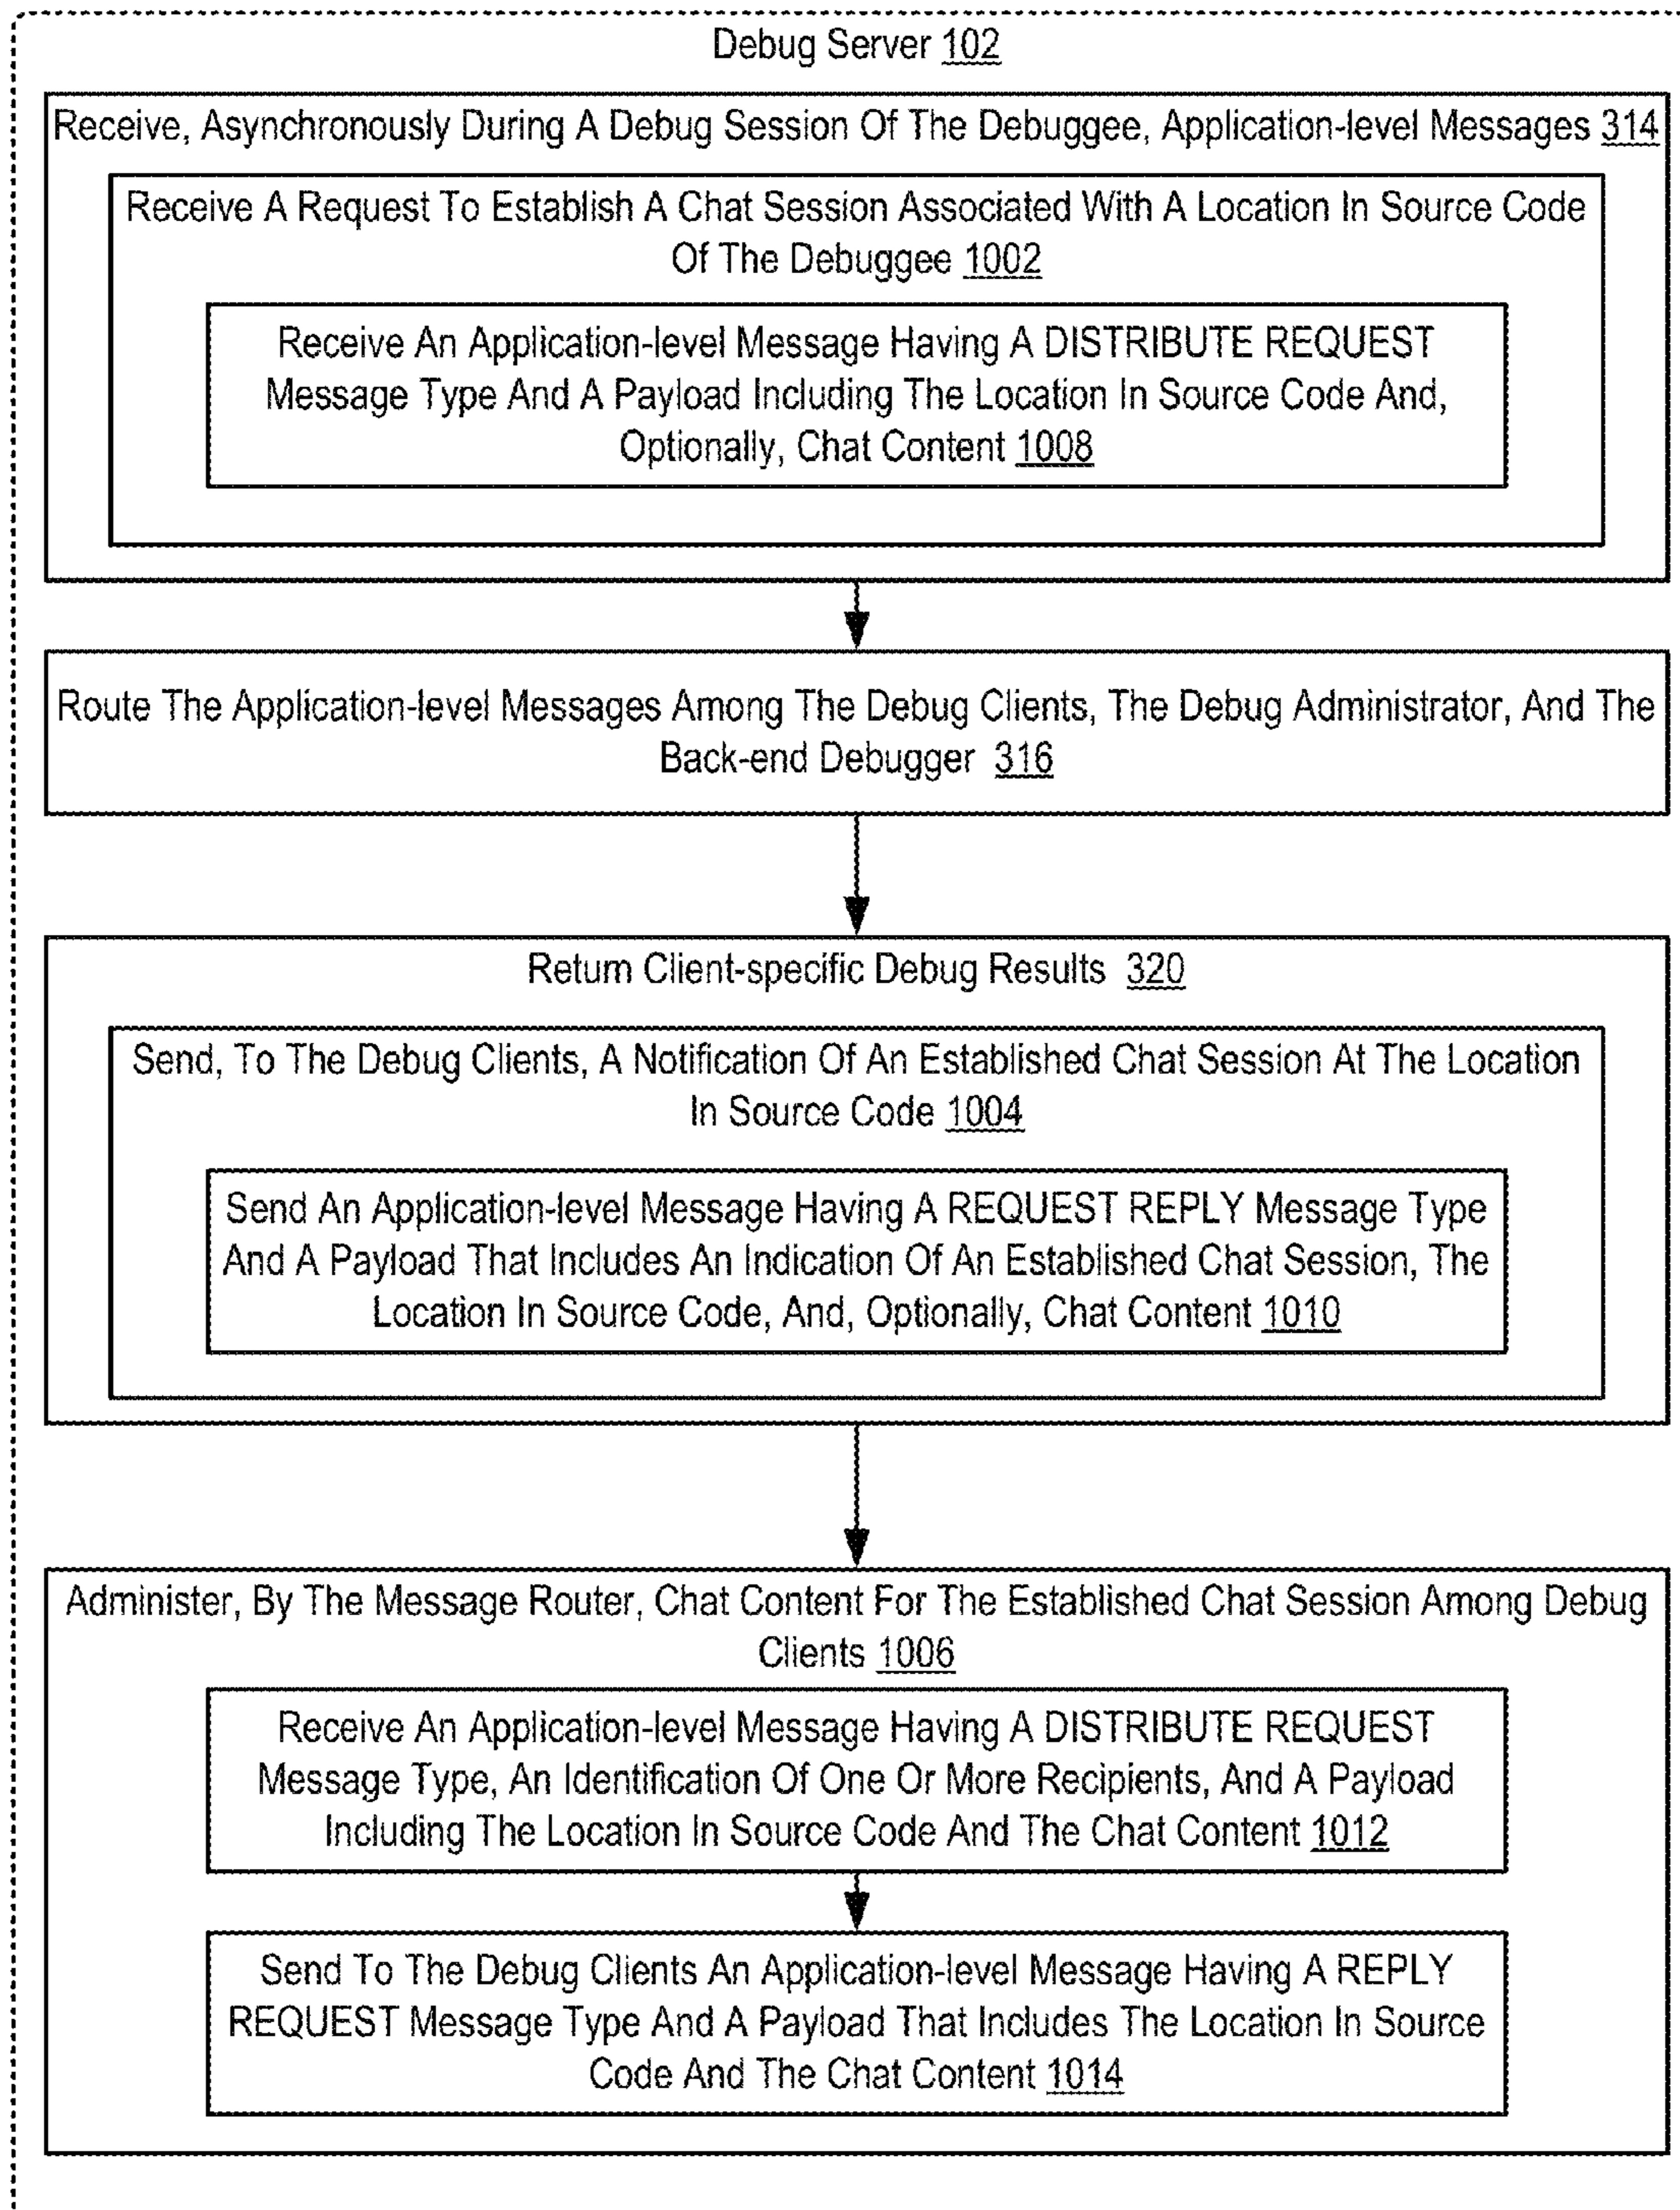 Debug Server 102
Receive, Asynchronously During A Debug Session Of The Debuggee, Application-level Messages 314
Receive A Request To Establish A Chat Session Associated With A Location In Source Code
Of The Debuggee 1002
Receive An Application-level Message Having A DISTRIBUTE REQUEST
Message Type And A Payload Including The Location In Source Code And,
Optionally, Chat Content 1008
Route The Application-level Messages Among The Debug Clients, The Debug Administrator, And The
Back-end Debugger 316
Return Client-specific Debug Results 320
Send, To The Debug Clients, A Notification Of An Established Chat Session At The Location
In Source Code 1004
Send An Application-level Message Having A REQUEST REPLY Message Type
And A Payload That Includes An Indication Of An Established Chat Session, The
Location In Source Code, And, Optionally, Chat Content 1010
Administer, By The Message Router, Chat Content For The Established Chat Session Among Debug
Clients 1006
Receive An Application-level Message Having A DISTRIBUTE REQUEST
Message Type, An Identification Of One Or More Recipients, And A Payload
Including The Location In Source Code And The Chat Content 1012
Send To The Debug Clients An Application-level Message Having A REPLY
REQUEST Message Type And A Payload That Includes The Location In Source
Code And The Chat Content 1014